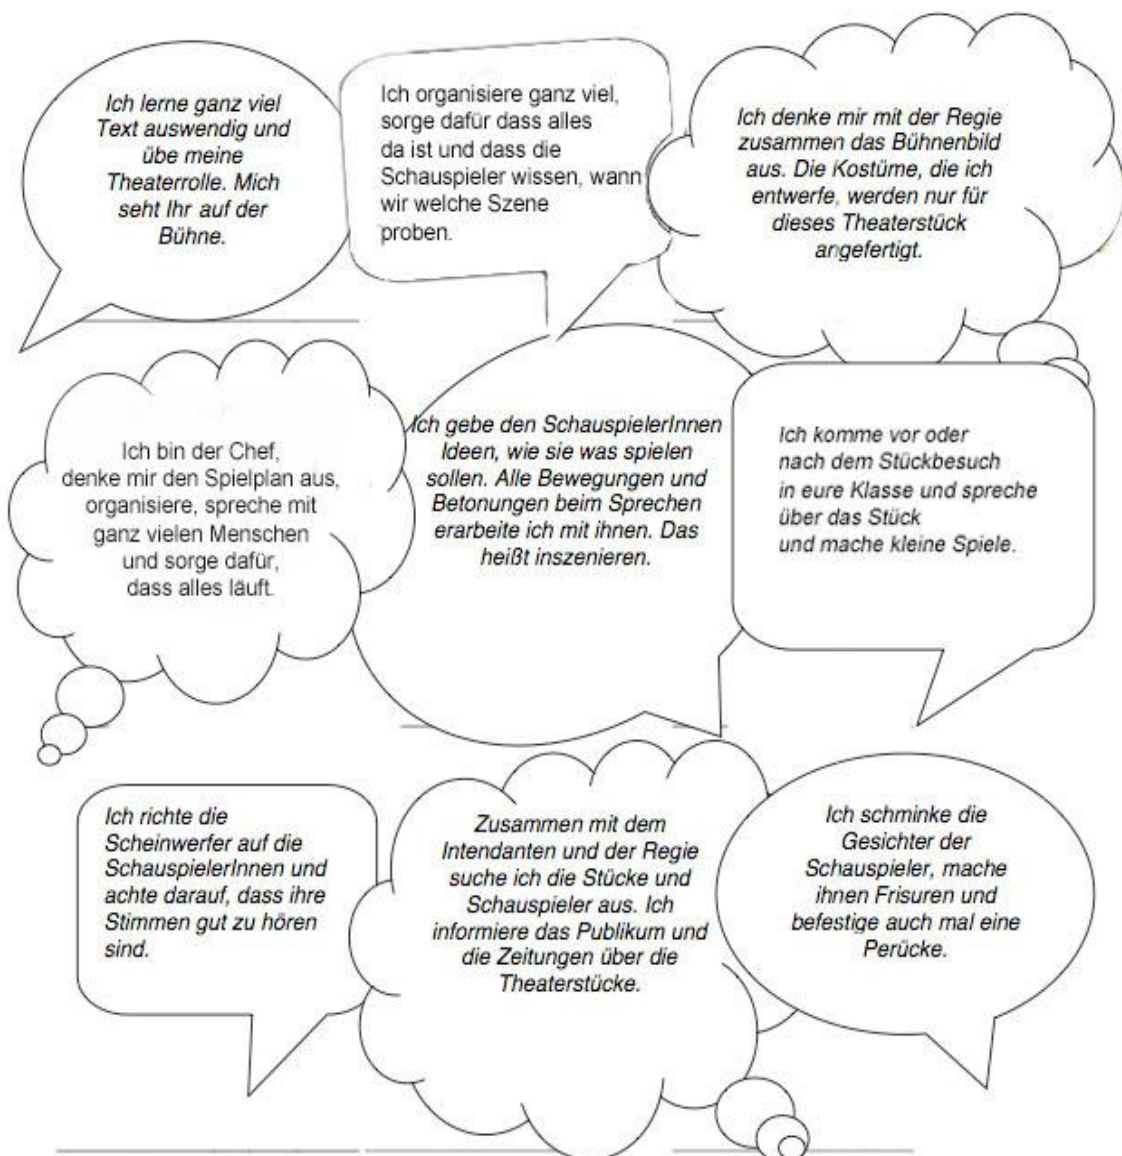 Ich lerne ganz viel
Text auswendig und
übe meine
Theaterrolle. Mich
seht Ihr auf der
Bühne.
Ich organisiere ganz viel,
sorge dafür dass alles
da ist und dass die
Schauspieler wissen, wann
wir welche Szene
proben.
Ich denke mir mit der Regie
zusammen das Bühnenbild
aus. Die Kostüme, die ich
entwerfe, werden nur für
dieses Theaterstück
angefertigt.
Ich bin der Chef,
denke mir den Spielplan aus,
organisiere, spreche mit
ganz vielen Menschen
und sorge dafür,
dass alles läuft.
Ich gebe den SchauspielerInnen
Ideen, wie sie was spielen
sollen. Alle Bewegungen und
Betonungen beim Sprechen
erarbeite ich mit ihnen. Das
heißt inszenieren.
Ich komme vor oder
nach dem Stückbesuch
in eure Klasse und spreche
über das Stück
und mache kleine Spiele.
Ich richte die
Scheinwerfer auf die
SchauspielerInnen und
achte darauf, dass ihre
Stimmen gut zu hören
sind.
Zusammen mit dem
Intendanten und der Regie
suche ich die Stücke und
Schauspieler aus. Ich
informiere das Publikum und
die Zeitungen über die
Theaterstücke.
Ich schminke die
Gesichter der
Schauspieler, mache
ihnen Frisuren und
befestige auch mal eine
Perücke.